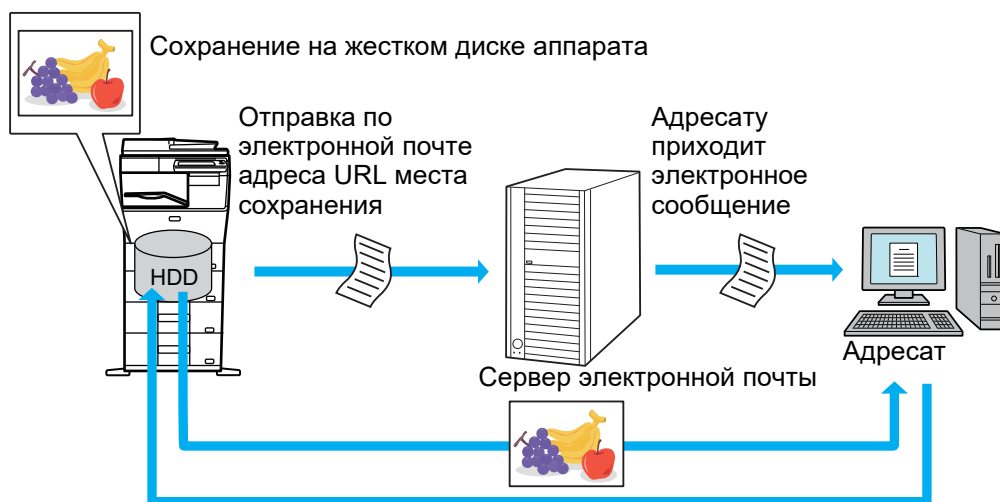 Сохранение на жестком диске аппарата
Отправка по
электронной почте
адреса URL места
сохранения
Адресату
приходит
электронное
сообщение
HDD
Адресат
Сервер электронной почты